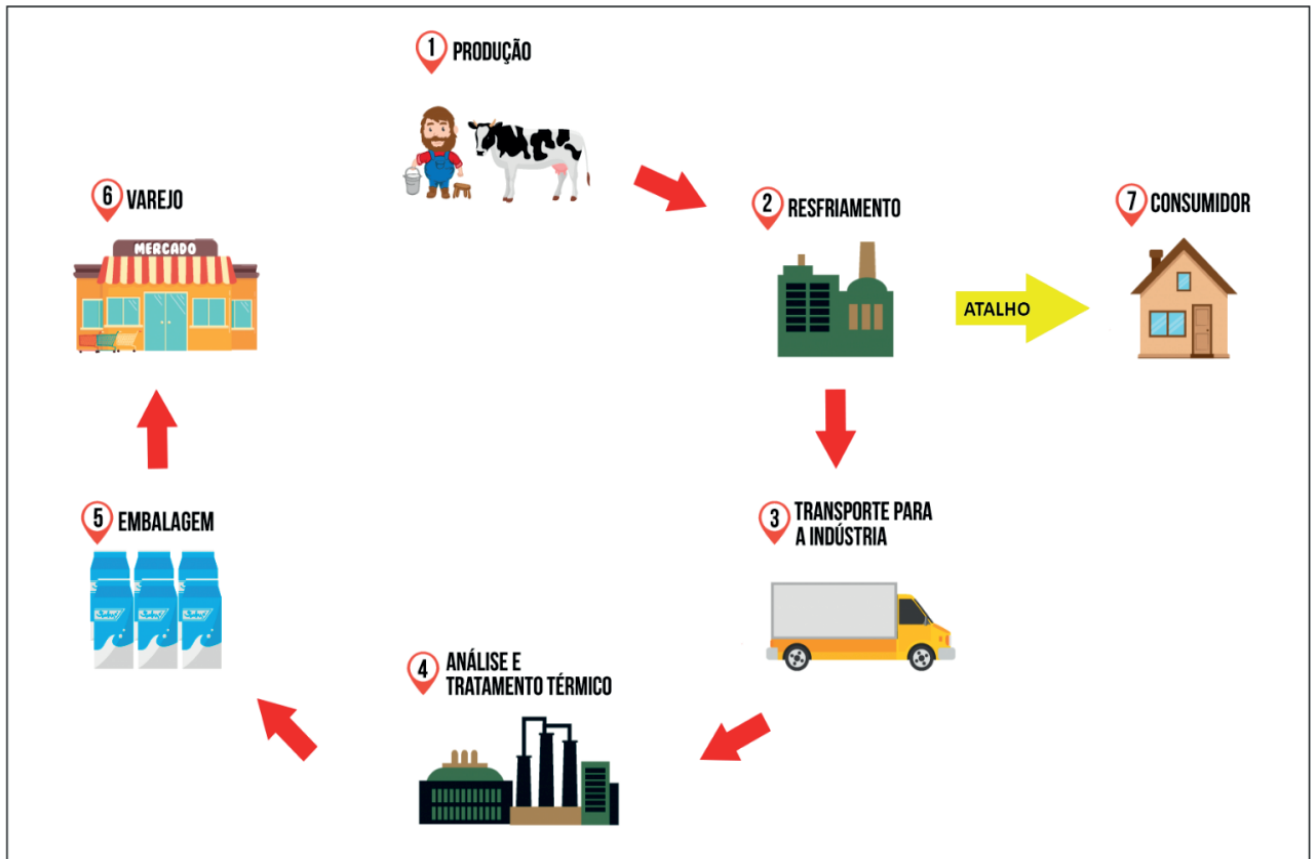 1 PRODUÇÃO
2 RESFRIAMENTO
ATALHO
7 CONSUMIDOR
3 TRANSPORTE PARA
A INDÚSTRIA
4 ANÁLISE E
TRATAMENTO TÉRMICO
5 EMBALAGEM
6 VAREJO
MERCADO